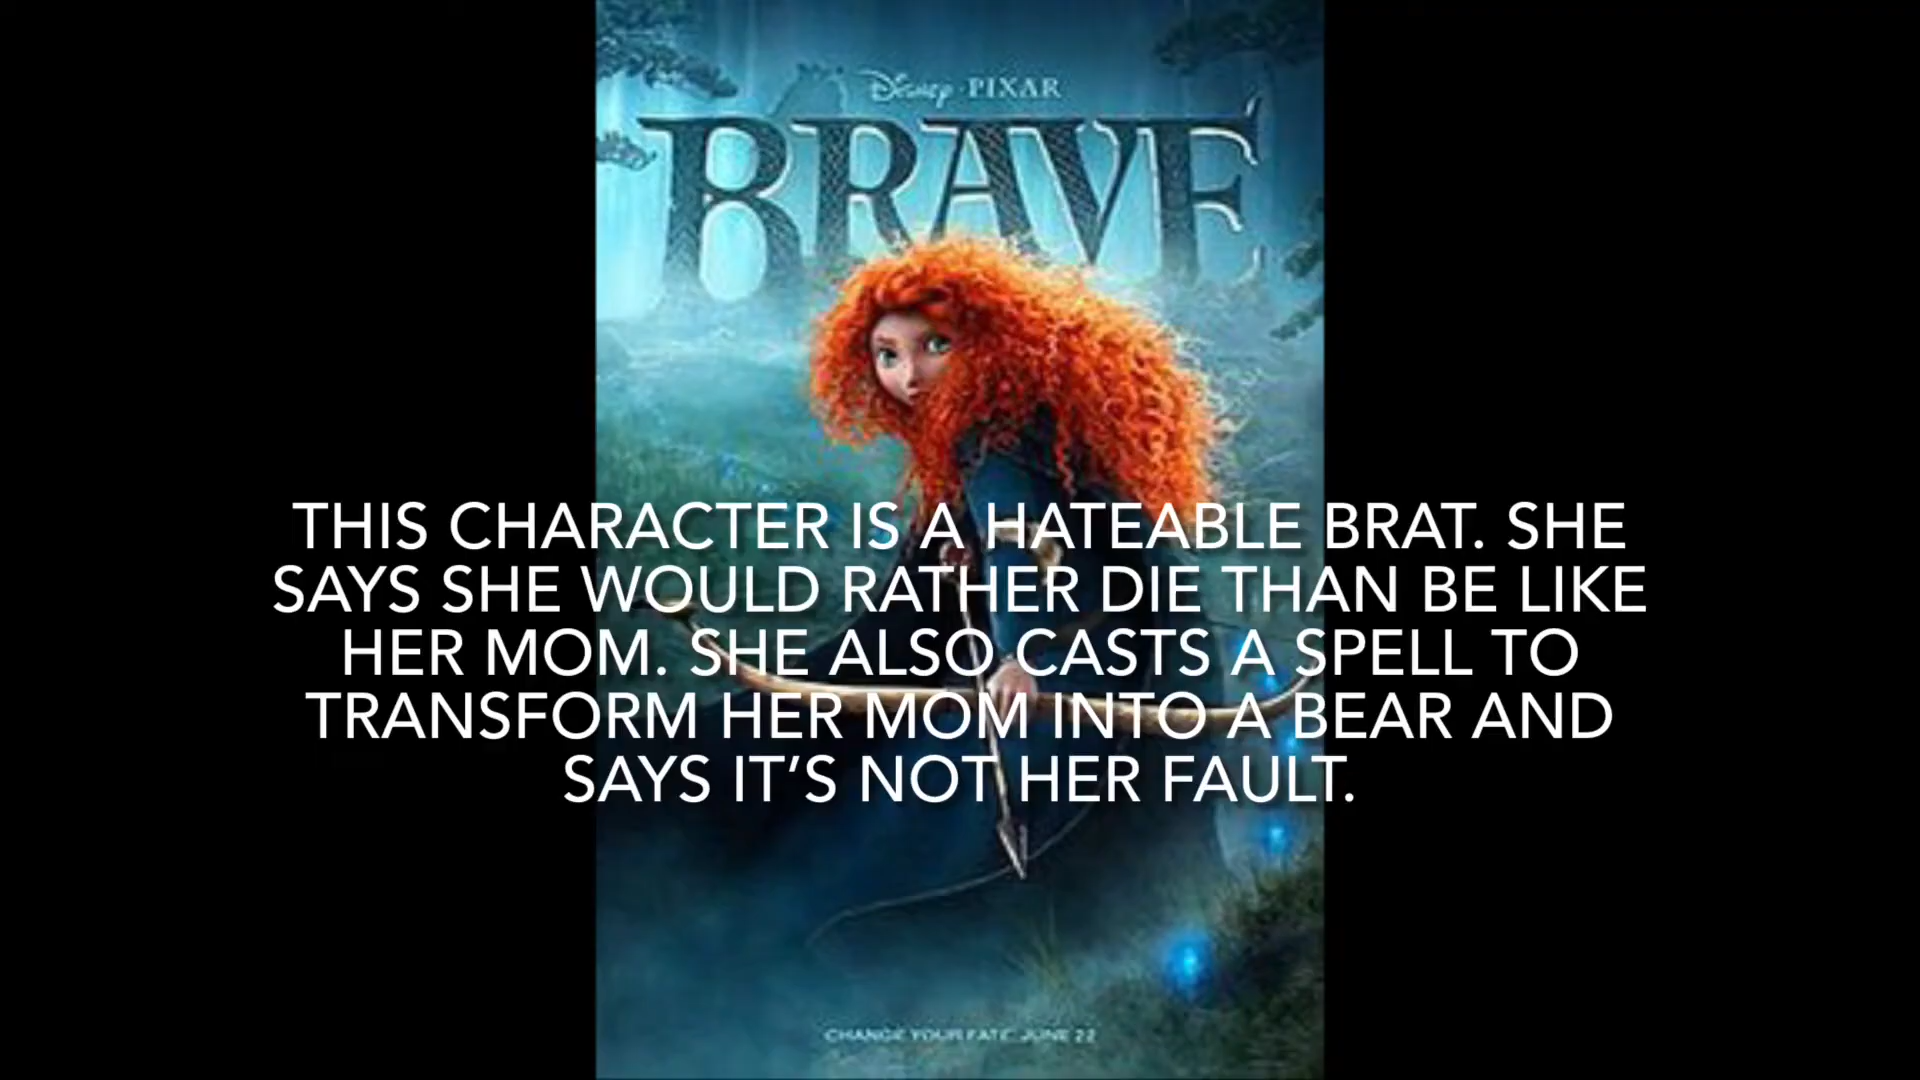 Disney · PIXAR
BRAVE
THIS CHARACTER IS A HATEABLE BRAT. SHE
SAYS SHE WOULD RATHER DIE THAN BE LIKE
HER MOM. SHE ALSO CASTS A SPELL TO
TRANSFORM HER MOM INTO A BEAR AND
SAYS IT’S NOT HER FAULT.
CHANGE YOUR FATE. JUNE 22